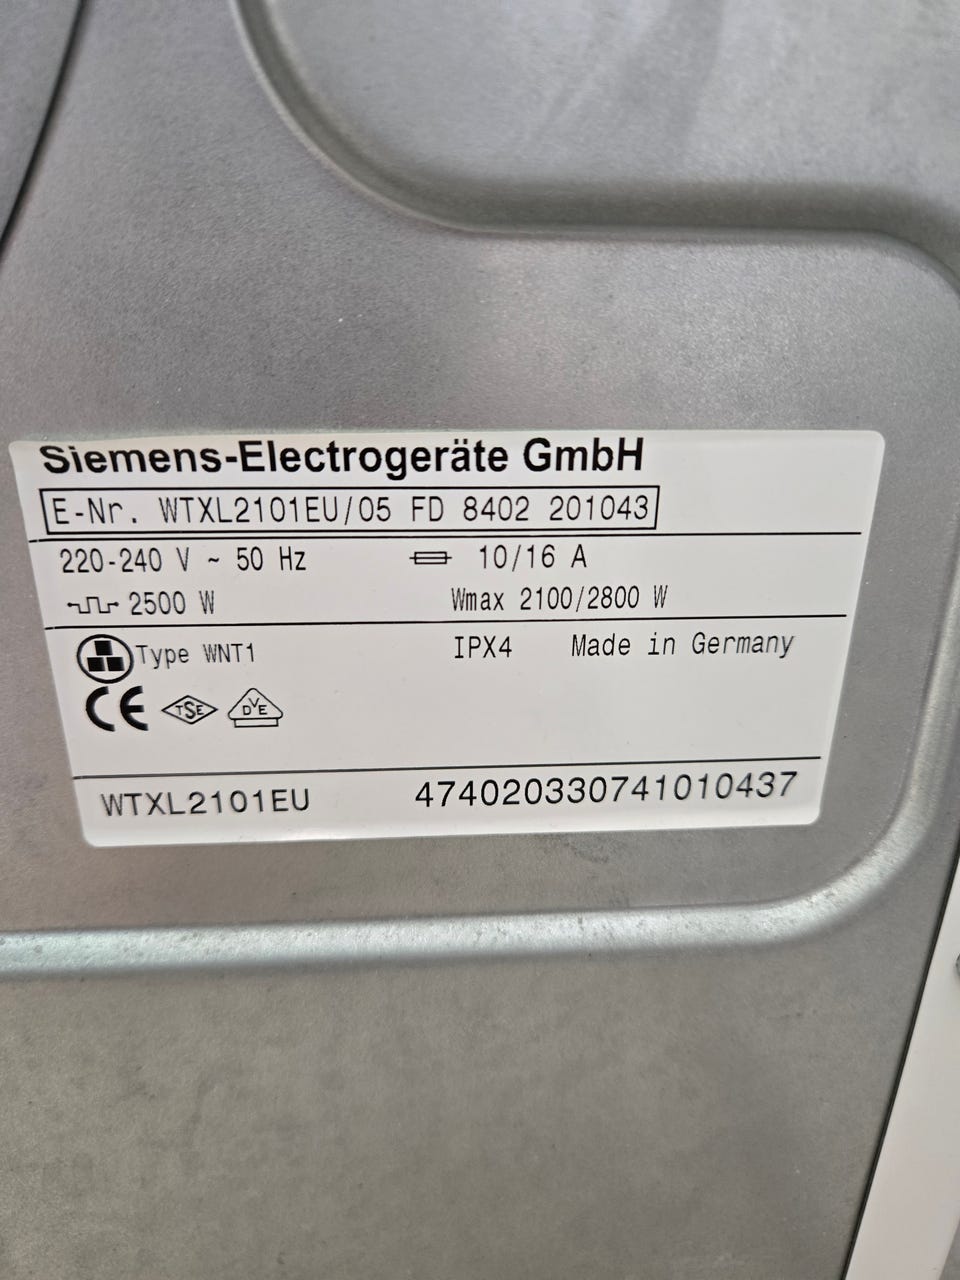 Siemens-Electrogeräte GmbH
E-Nr. WTXL2101EU/05 FD 8402 201043
220-240 V ~ 50 Hz 10/16 A
2500 W Wmax 2100/2800 W
Type WNT1 IPX4 Made in Germany
CE TSE DVE
WTXL2101EU 474020330741010437